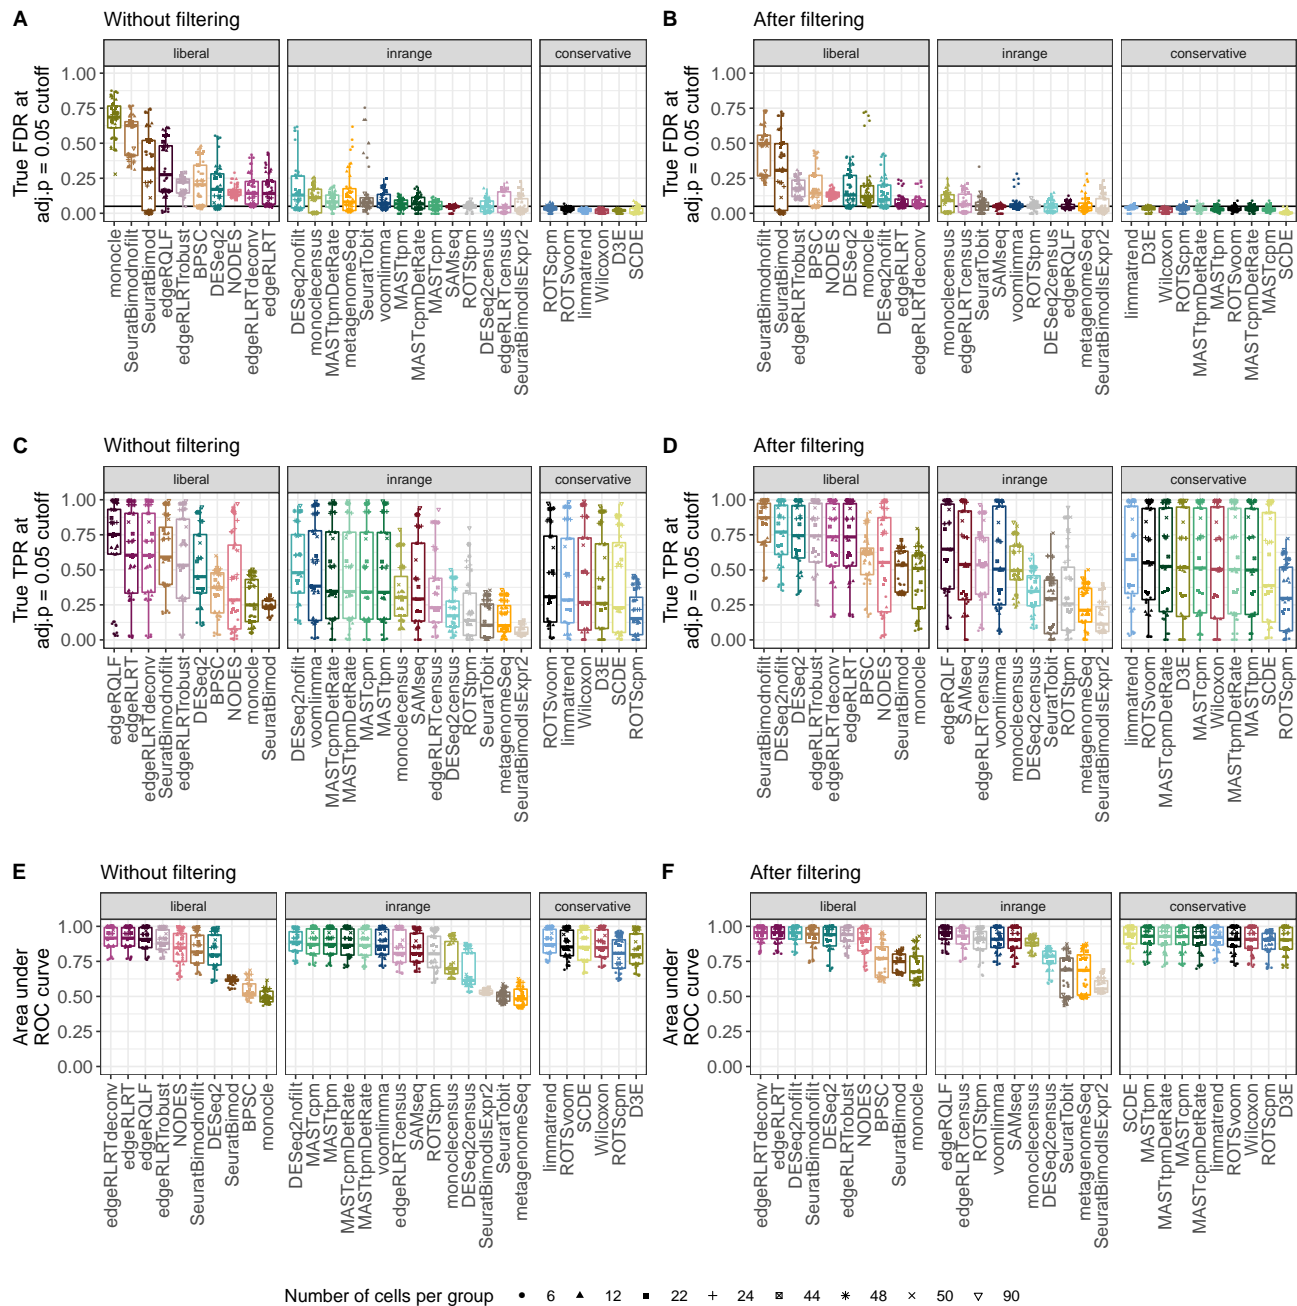 A Without filtering
liberal inrange conservative
True FDR at
adj.p = 0.05 cutoff
1.00
0.75
0.50
0.25
0.00
monocle
SeuratBimodnofilt
SeuratBimod
edgeRQLF
edgeRLRTrobust
BPSC
DESeq2
NODES
edgeRLRTdeconv
edgeRLRT
DESeq2nofilt
monoclecensus
MASTtpmDetRate
metagenomeSeq
SeuratTobit
voomlimma
MASTtpm
MASTcpmDetRate
MASTcpm
SAMseq
ROTStpm
DESeq2census
edgeRLRTcensus
SeuratBimodIsExpr2
ROTScpm
ROTSvoom
limmatrend
Wilcoxon
D3E
SCDE
B After filtering
liberal inrange conservative
True FDR at
adj.p = 0.05 cutoff
1.00
0.75
0.50
0.25
0.00
SeuratBimodnofilt
SeuratBimod
edgeRLRTrobust
BPSC
NODES
DESeq2
monocle
DESeq2nofilt
edgeRLRT
edgeRLRTdeconv
monoclecensus
edgeRLRTcensus
SeuratTobit
SAMseq
voomlimma
ROTStpm
DESeq2census
edgeRQLF
metagenomeSeq
SeuratBimodIsExpr2
limmatrend
D3E
Wilcoxon
ROTScpm
MASTtpmDetRate
MASTtpm
ROTSvoom
MASTcpmDetRate
MASTcpm
SCDE
C Without filtering
liberal inrange conservative
True TPR at
adj.p = 0.05 cutoff
1.00
0.75
0.50
0.25
0.00
edgeRQLF
edgeRLRT
edgeRLRTdeconv
SeuratBimodnofilt
edgeRLRTrobust
DESeq2
BPSC
NODES
monocle
SeuratBimod
DESeq2nofilt
voomlimma
MASTcpmDetRate
MASTtpmDetRate
MASTcpm
MASTtpm
monoclecensus
SAMseq
edgeRLRTcensus
DESeq2census
ROTStpm
SeuratTobit
metagenomeSeq
SeuratBimodIsExpr2
ROTSvoom
limmatrend
Wilcoxon
D3E
SCDE
ROTScpm
D After filtering
liberal inrange conservative
True TPR at
adj.p = 0.05 cutoff
1.00
0.75
0.50
0.25
0.00
SeuratBimodnofilt
DESeq2nofilt
DESeq2
edgeRLRTrobust
edgeRLRTdeconv
edgeRLRT
BPSC
NODES
SeuratBimod
monocle
edgeRQLF
SAMseq
edgeRLRTcensus
voomlimma
monoclecensus
DESeq2census
SeuratTobit
ROTStpm
metagenomeSeq
SeuratBimodIsExpr2
limmatrend
ROTSvoom
MASTcpmDetRate
D3E
MASTcpm
Wilcoxon
MASTtpmDetRate
MASTtpm
SCDE
ROTScpm
E Without filtering
liberal inrange conservative
Area under
ROC curve
1.00
0.75
0.50
0.25
0.00
edgeRLRTdeconv
edgeRLRT
edgeRQLF
edgeRLRTrobust
NODES
SeuratBimodnofilt
DESeq2
SeuratBimod
BPSC
monocle
DESeq2nofilt
MASTcpm
MASTtpm
MASTcpmDetRate
MASTtpmDetRate
voomlimma
edgeRLRTcensus
SAMseq
ROTStpm
monoclecensus
DESeq2census
SeuratBimodIsExpr2
SeuratTobit
metagenomeSeq
limmatrend
ROTSvoom
SCDE
Wilcoxon
ROTScpm
D3E
F After filtering
liberal inrange conservative
Area under
ROC curve
1.00
0.75
0.50
0.25
0.00
edgeRLRTdeconv
edgeRLRT
DESeq2nofilt
SeuratBimodnofilt
DESeq2
edgeRLRTrobust
NODES
BPSC
SeuratBimod
monocle
edgeRQLF
edgeRLRTcensus
ROTStpm
voomlimma
SAMseq
monoclecensus
DESeq2census
SeuratTobit
metagenomeSeq
SeuratBimodIsExpr2
SCDE
MASTtpm
MASTtpmDetRate
MASTcpm
MASTcpmDetRate
limmatrend
ROTSvoom
Wilcoxon
ROTScpm
D3E
Number of cells per group 6 12 22 24 44 48 50 90